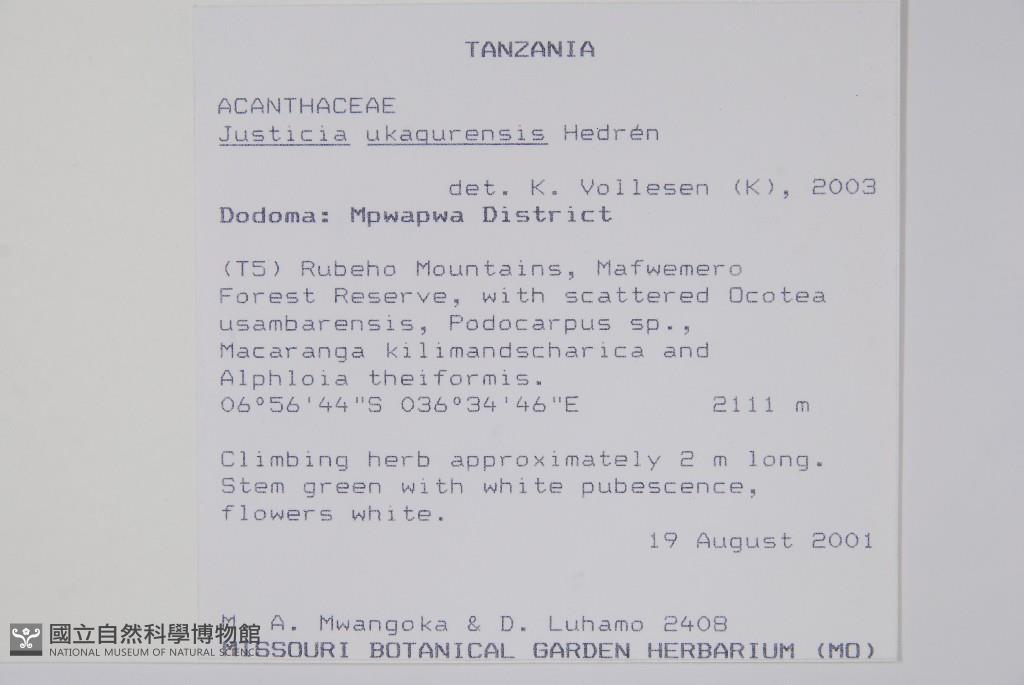 TANZANIA
ACANTHACEAE
Justicia ukagurensis Hedrén
det. K. Vollesen (K), 2003
Dodoma: Mpwapwa District
(T5) Rubeho Mountains, Mafwemero
Forest Reserve, with scattered Ocotea
usambarensis, Podocarpus sp.,
Macaranga kilimandscharica and
Alphloia theiformis.
06°56'44"S 036°34'46"E 2111 m
Climbing herb approximately 2 m long.
Stem green with white pubescence,
flowers white.
19 August 2001
M. A. Mwangoka & D. Luhamo 2408
MISSOURI BOTANICAL GARDEN HERBARIUM (MO)
國立自然科學博物館
NATIONAL MUSEUM OF NATURAL SCIENCE